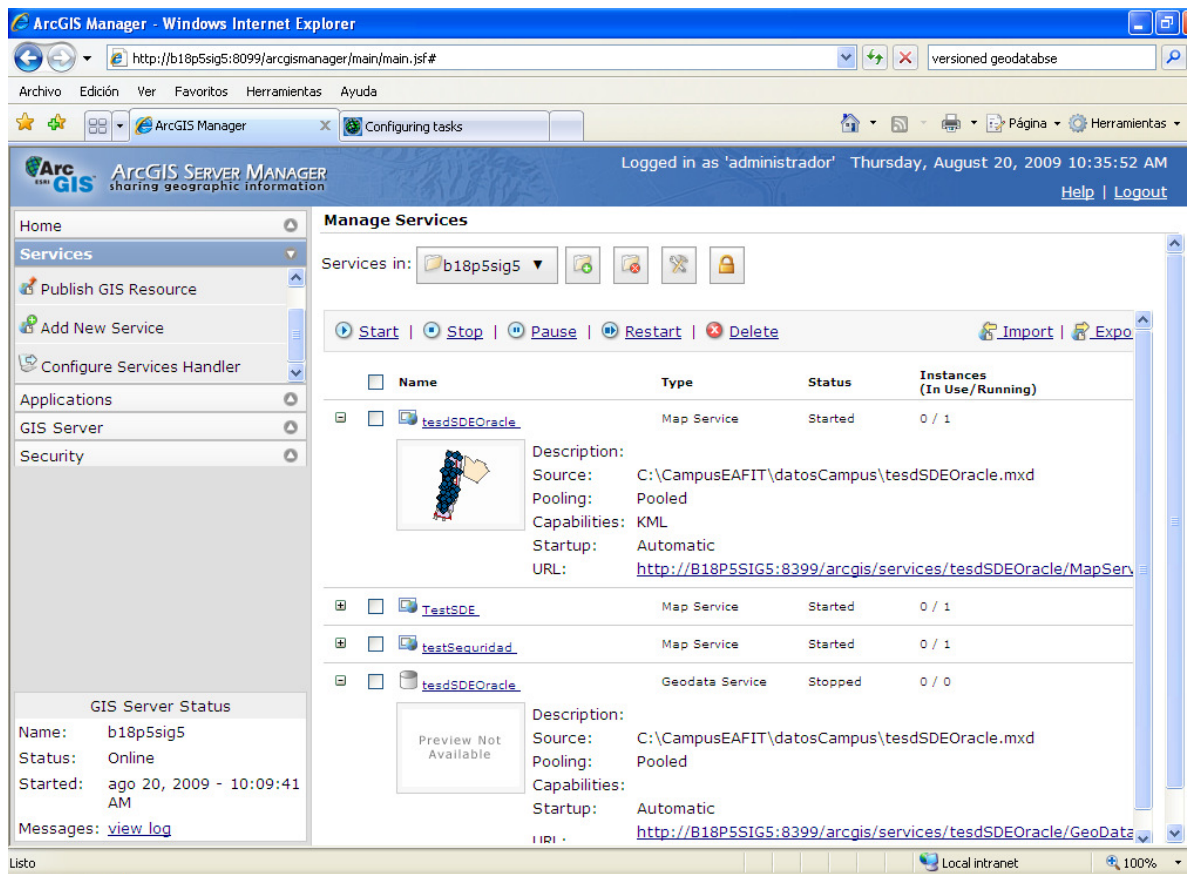 ArcGIS Manager - Windows Internet Explorer
http://b18p5sig5:8099/arcgismanager/main/main.jsf#
versioned geodatabse
Archivo Edición Ver Favoritos Herramientas Ayuda
ArcGIS Manager
Configuring tasks
Página
Herramientas
Arc GIS
ESRI
ARCGIS SERVER MANAGER
sharing geographic information
Logged in as 'administrador' Thursday, August 20, 2009 10:35:52 AM
Help | Logout
Home
Services
Publish GIS Resource
Add New Service
Configure Services Handler
Applications
GIS Server
Security
GIS Server Status
Name: b18p5sig5
Status: Online
Started: ago 20, 2009 - 10:09:41
AM
Messages: view log
Manage Services
Services in: b18p5sig5
Start | Stop | Pause | Restart | Delete
Import | Expo
Name Type Status Instances
(In Use/Running)
tesdSDEOracle Map Service Started 0 / 1
Description:
Source: C:\CampusEAFIT\datosCampus\tesdSDEOracle.mxd
Pooling: Pooled
Capabilities: KML
Startup: Automatic
URL: http://B18P5SIG5:8399/arcgis/services/tesdSDEOracle/MapServ
TestSDE Map Service Started 0 / 1
testSeguridad Map Service Started 0 / 1
tesdSDEOracle Geodata Service Stopped 0 / 0
Preview Not
Available
Description:
Source: C:\CampusEAFIT\datosCampus\tesdSDEOracle.mxd
Pooling: Pooled
Capabilities:
Startup: Automatic
URL: http://B18P5SIG5:8399/arcgis/services/tesdSDEOracle/GeoData
Listo
Local intranet
100%